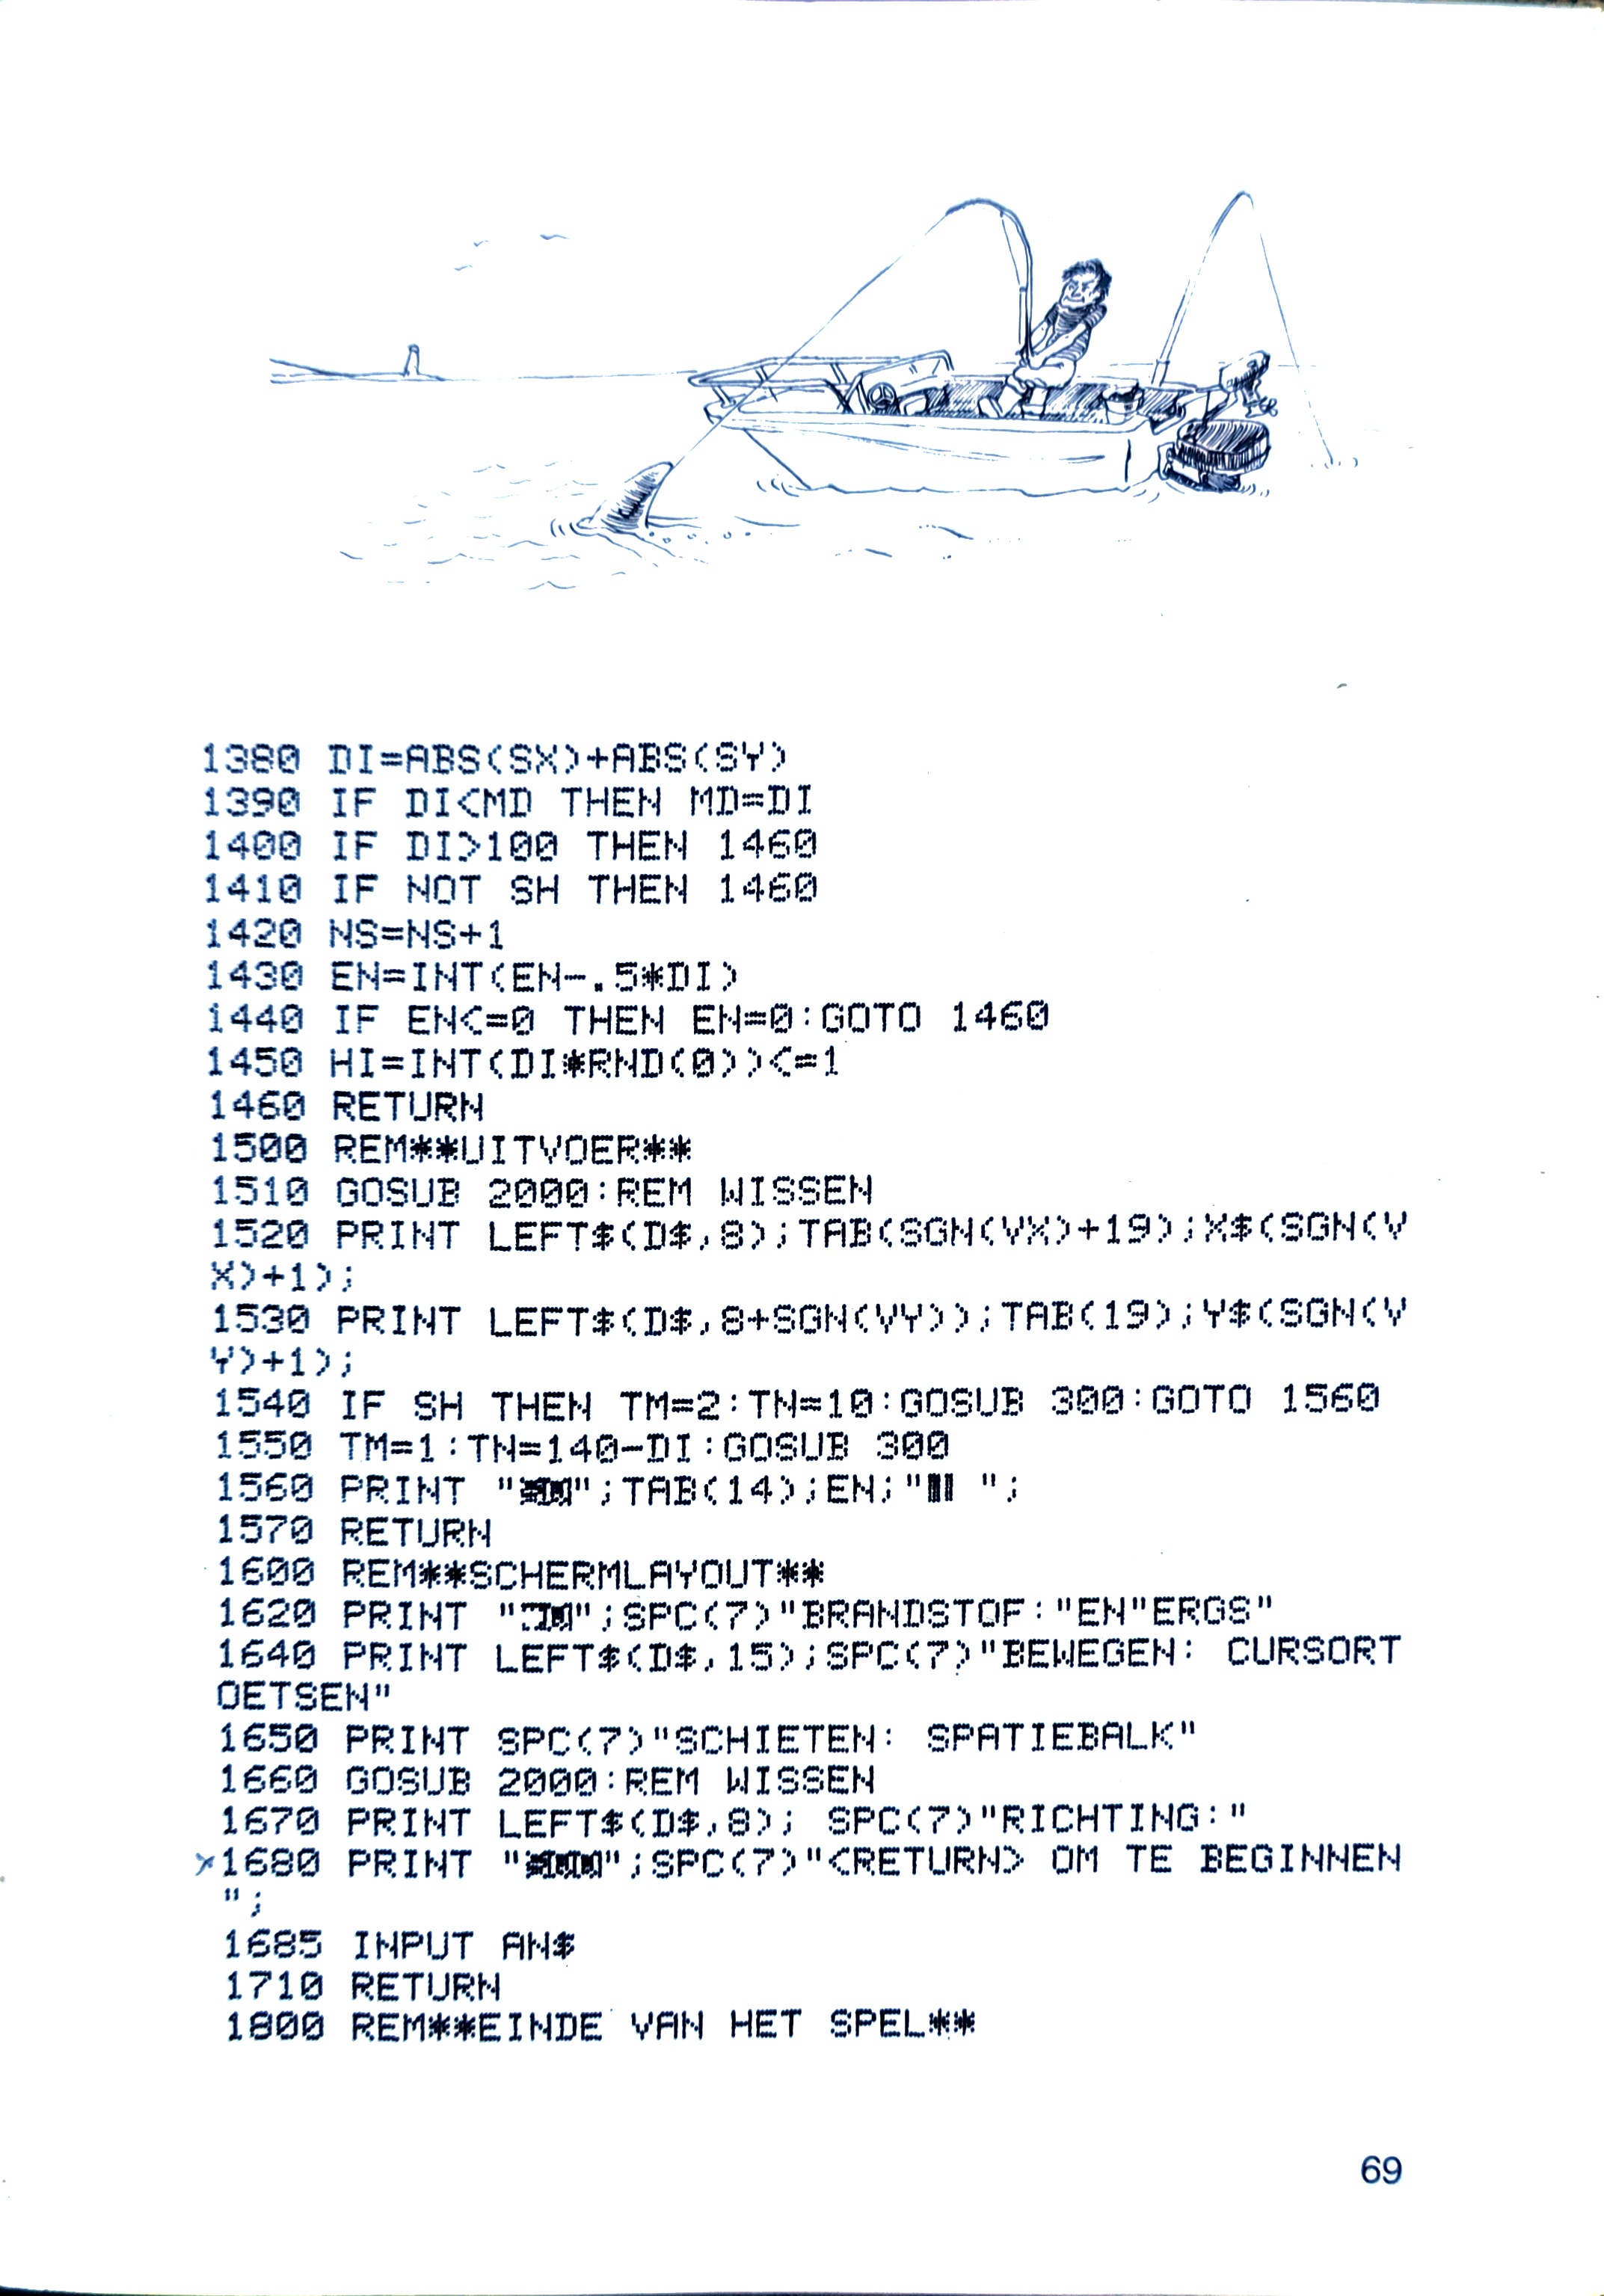 1380 DI=ABS(SX)+ABS(SY)
1390 IF DI<MD THEN MD=DI
1400 IF DI>100 THEN 1460
1410 IF NOT SH THEN 1460
1420 NS=NS+1
1430 EN=INT(EN-.5*DI)
1440 IF EN<=0 THEN EN=0:GOTO 1460
1450 HI=INT(DI*RND(0))<=1
1460 RETURN
1500 REM**UITVOER**
1510 GOSUB 2000:REM WISSEN
1520 PRINT LEFT$(D$,8);TAB(SGN(VX)+19);X$(SGN(V
X)+1);
1530 PRINT LEFT$(D$,8+SGN(VY));TAB(19);Y$(SGN(V
Y)+1);
1540 IF SH THEN TM=2:TN=10:GOSUB 300:GOTO 1560
1550 TM=1:TN=140-DI:GOSUB 300
1560 PRINT "";TAB(14);EN;" ";
1570 RETURN
1600 REM**SCHERMLAYOUT**
1620 PRINT "";SPC(7)"BRANDSTOF:"EN"ERGS"
1640 PRINT LEFT$(D$,15);SPC(7)"BEWEGEN: CURSORT
OETSEN"
1650 PRINT SPC(7)"SCHIETEN: SPATIEBALK"
1660 GOSUB 2000:REM WISSEN
1670 PRINT LEFT$(D$,8); SPC(7)"RICHTING:"
x1680 PRINT "";SPC(7)"<RETURN> OM TE BEGINNEN
";
1685 INPUT AN$
1710 RETURN
1800 REM**EINDE VAN HET SPEL**
69